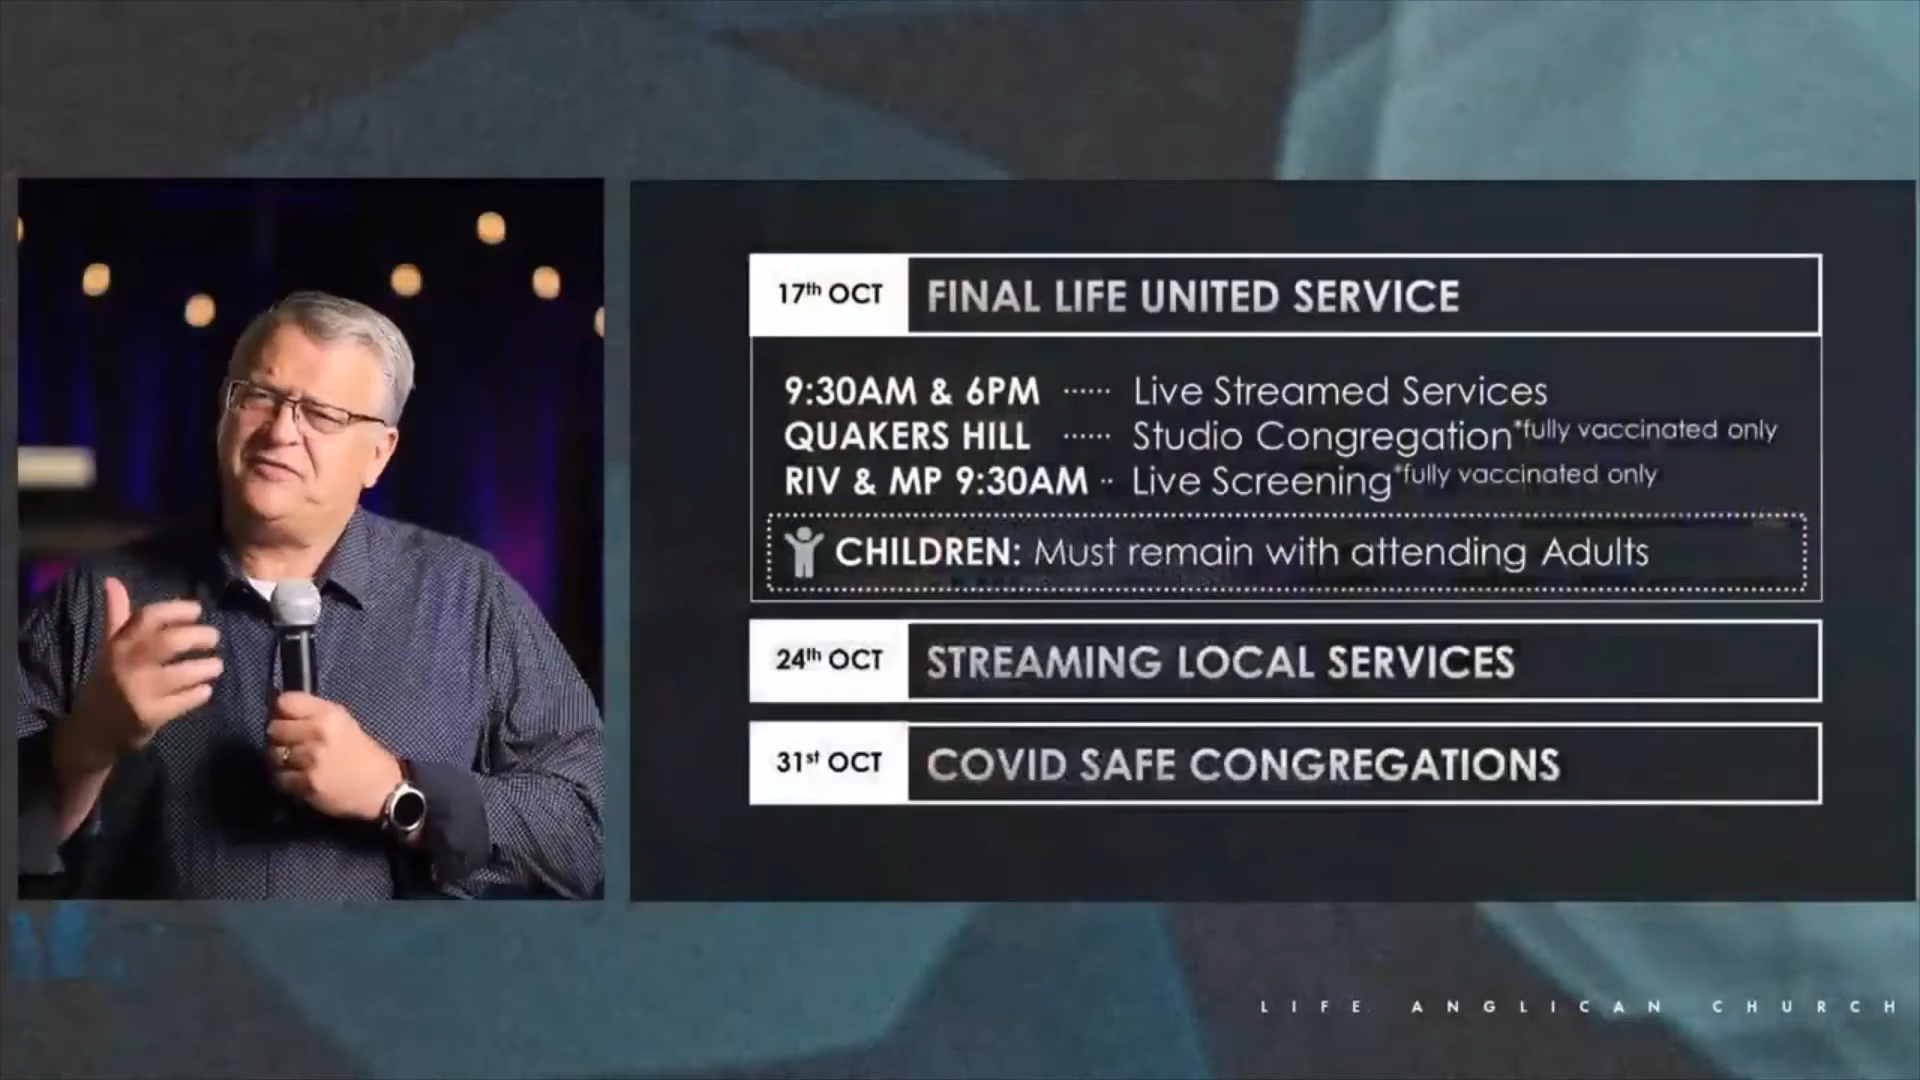 17th OCT FINAL LIFE UNITED SERVICE
9:30AM & 6PM ······ Live Streamed Services
QUAKERS HILL ······ Studio Congregation*fully vaccinated only
RIV & MP 9:30AM ·· Live Screening*fully vaccinated only
CHILDREN: Must remain with attending Adults
24th OCT STREAMING LOCAL SERVICES
31st OCT COVID SAFE CONGREGATIONS
LIFE ANGLICAN CHURCH